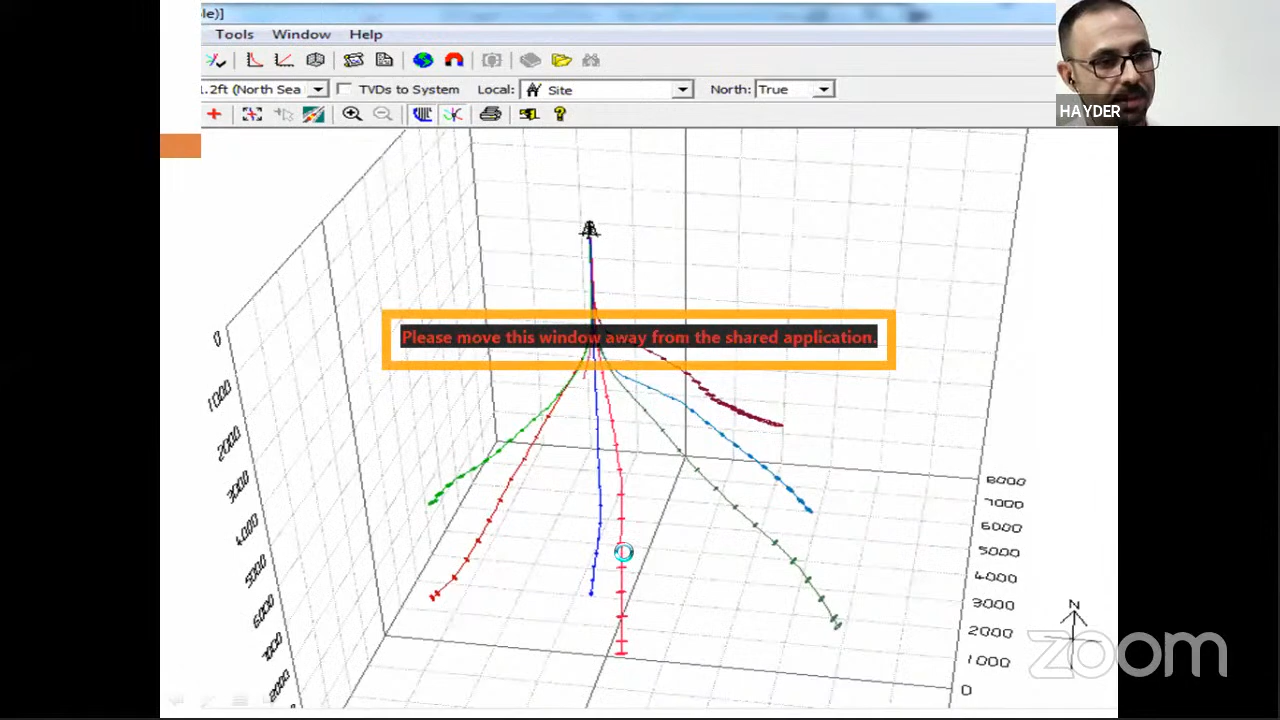 le)]
Tools Window Help
HAYDER
1.2ft (North Sea
TVDs to System
Local:
Site
North:
True
Please move this window away from the shared application.
0
1000
2000
3000
4000
5000
6000
7000
8000
7000
6000
5000
4000
3000
2000
1000
0
N
zoom